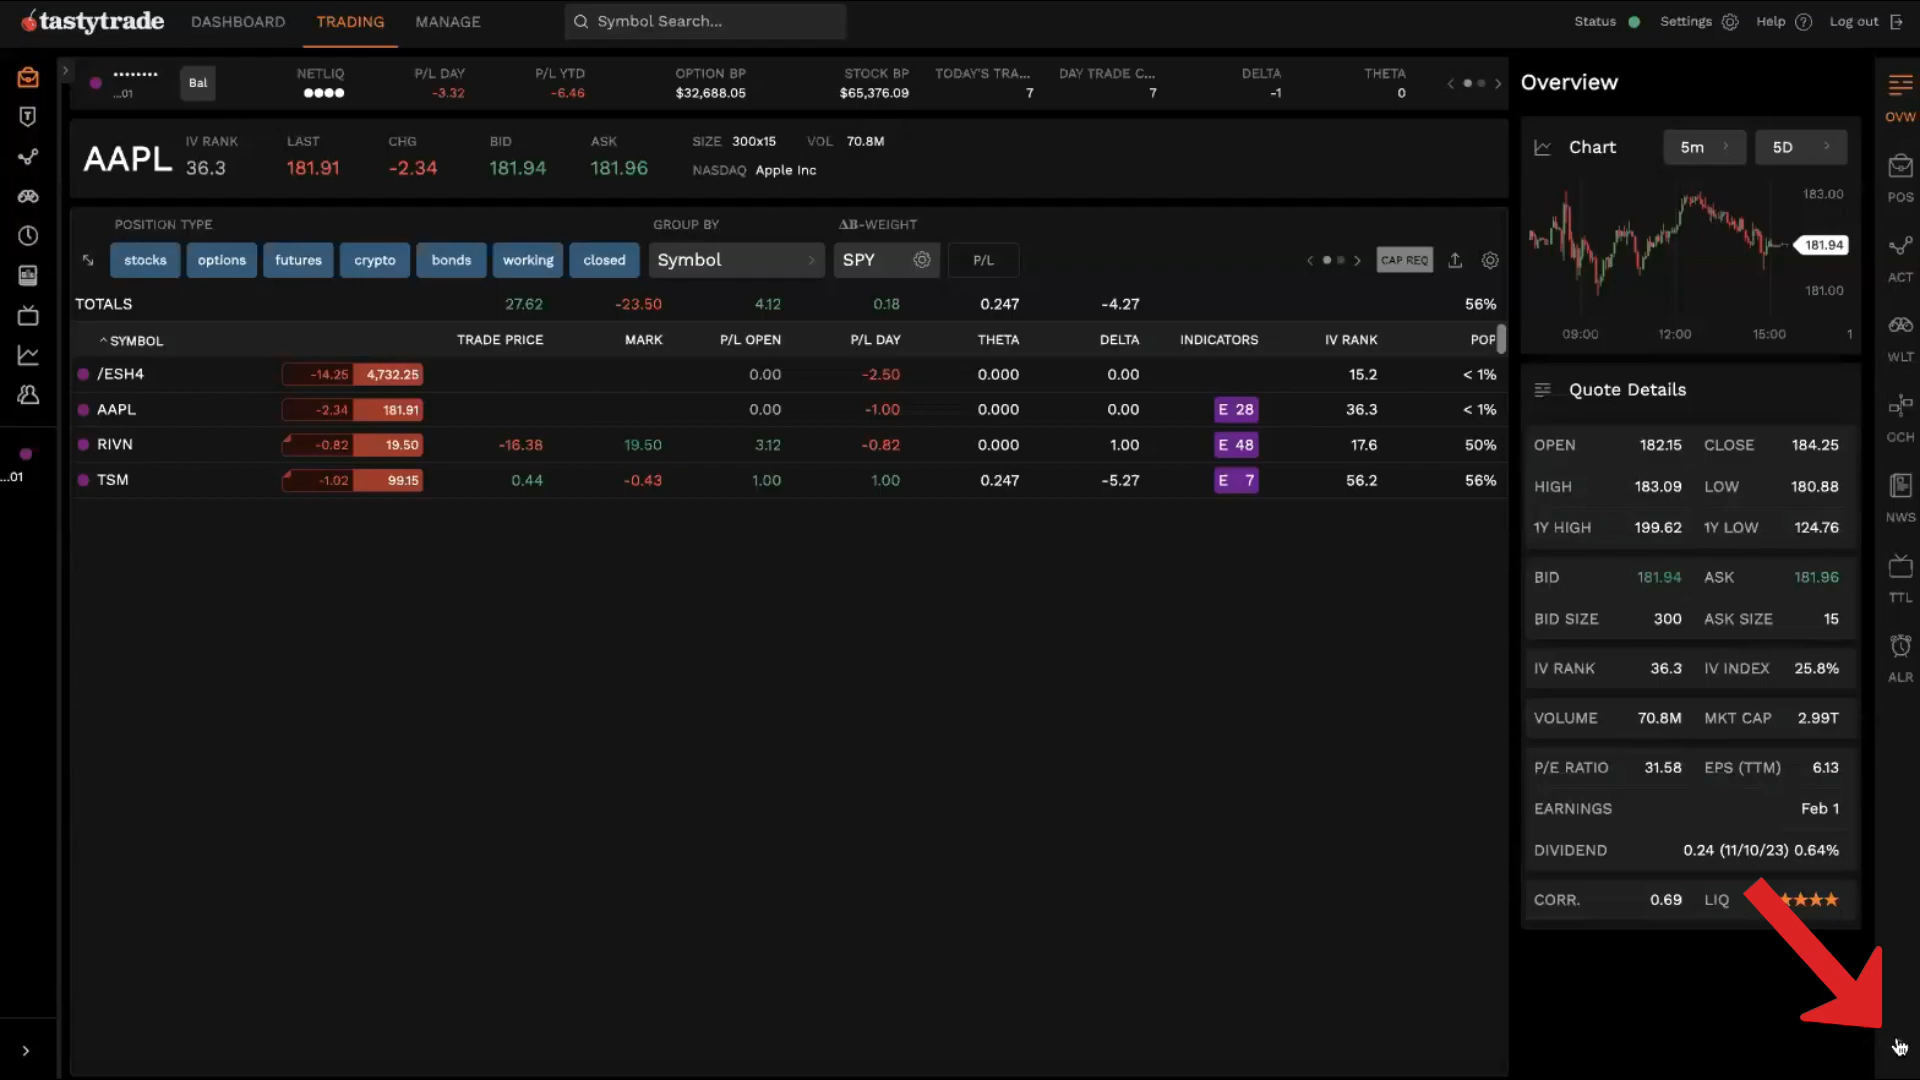 tastytrade DASHBOARD TRADING MANAGE Symbol Search... Status Settings Help ? Log out
NETLIQ P/L DAY P/L YTD OPTION BP STOCK BP TODAY'S TRA... DAY TRADE C... DELTA THETA
...01 Bal -3.32 -6.46 $32,688.05 $65,376.09 7 7 -1 0
AAPL
IV RANK LAST CHG BID ASK SIZE 300x15 VOL 70.8M
36.3 181.91 -2.34 181.94 181.96 NASDAQ Apple Inc
POSITION TYPE GROUP BY ΔB-WEIGHT
stocks options futures crypto bonds working closed Symbol SPY P/L CAP REQ
TOTALS 27.62 -23.50 4.12 0.18 0.247 -4.27 56%
SYMBOL TRADE PRICE MARK P/L OPEN P/L DAY THETA DELTA INDICATORS IV RANK POP
/ESH4 -14.25 4,732.25 0.00 -2.50 0.000 0.00 15.2 < 1%
AAPL -2.34 181.91 0.00 -1.00 0.000 0.00 E 28 36.3 < 1%
RIVN -0.82 19.50 -16.38 19.50 3.12 -0.82 0.000 1.00 E 48 17.6 50%
TSM -1.02 99.15 0.44 -0.43 1.00 1.00 0.247 -5.27 E 7 56.2 56%
...01
Overview
Chart 5m 5D
183.00
181.94
181.00
09:00 12:00 15:00 1
Quote Details
OPEN 182.15 CLOSE 184.25
HIGH 183.09 LOW 180.88
1Y HIGH 199.62 1Y LOW 124.76
BID 181.94 ASK 181.96
BID SIZE 300 ASK SIZE 15
IV RANK 36.3 IV INDEX 25.8%
VOLUME 70.8M MKT CAP 2.99T
P/E RATIO 31.58 EPS (TTM) 6.13
EARNINGS Feb 1
DIVIDEND 0.24 (11/10/23) 0.64%
CORR. 0.69 LIQ
OVW
POS
ACT
WLT
GCH
NWS
TTL
ALR